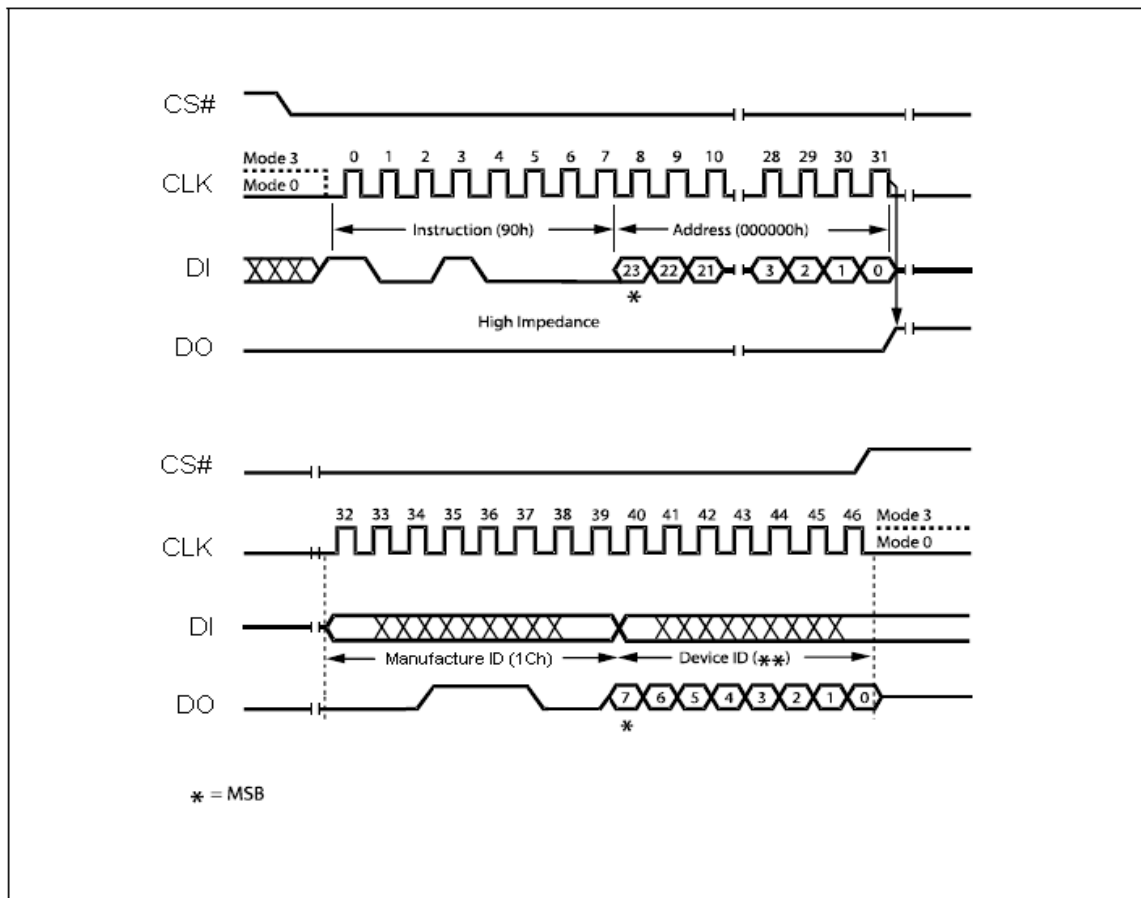 CS#
Mode 3
0 1 2 3 4 5 6 7 8 9 10 28 29 30 31
CLK
Mode 0
Instruction (90h)
Address (000000h)
DI
23 22 21 3 2 1 0
*
High Impedance
DO
CS#
32 33 34 35 36 37 38 39 40 41 42 43 44 45 46
Mode 3
CLK
Mode 0
DI
Manufacture ID (1Ch)
Device ID (**)
DO
7 6 5 4 3 2 1 0
*
* = MSB